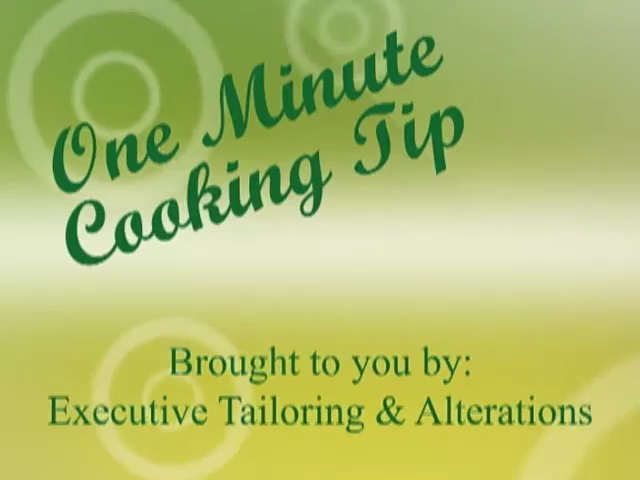 One Minute
Cooking Tip
Brought to you by:
Executive Tailoring & Alterations